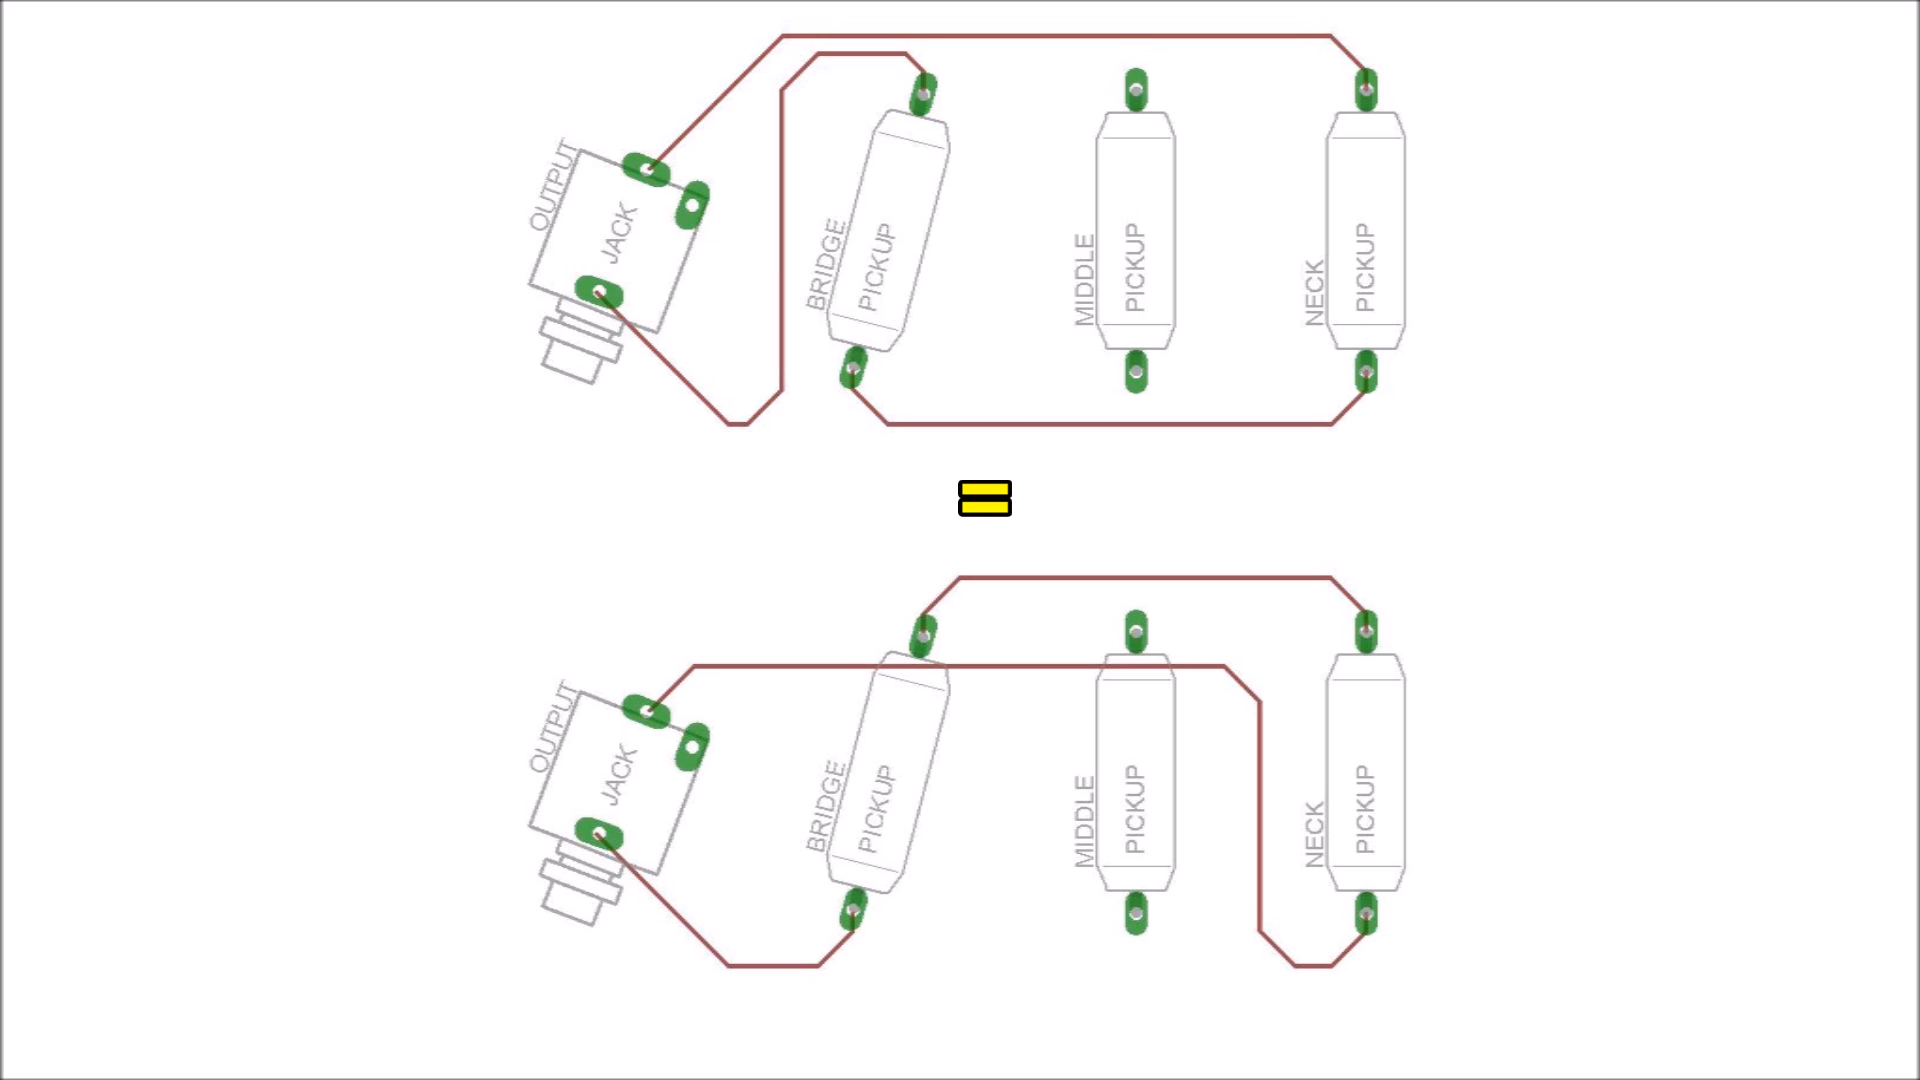 OUTPUT
JACK
BRIDGE
PICKUP
MIDDLE
PICKUP
NECK
PICKUP
=
OUTPUT
JACK
BRIDGE
PICKUP
MIDDLE
PICKUP
NECK
PICKUP